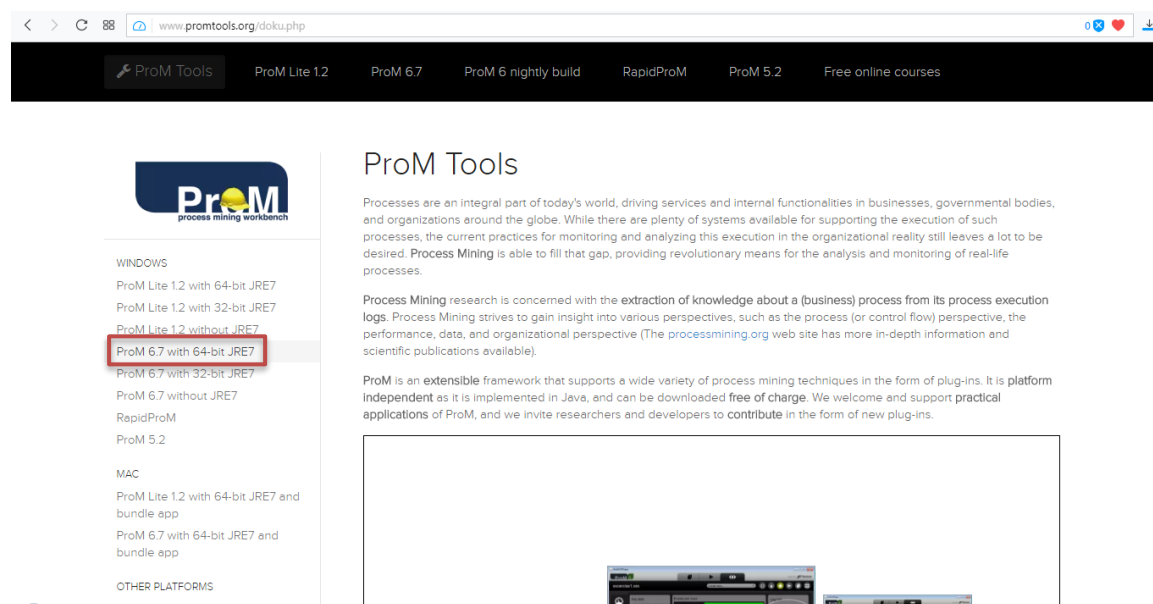 www.promtools.org/doku.php
0
ProM Tools
ProM Lite 1.2
ProM 6.7
ProM 6 nightly build
RapidProM
ProM 5.2
Free online courses
ProM
process mining workbench
WINDOWS
ProM Lite 1.2 with 64-bit JRE7
ProM Lite 1.2 with 32-bit JRE7
ProM Lite 1.2 without JRE7
ProM 6.7 with 64-bit JRE7
ProM 6.7 with 32-bit JRE7
ProM 6.7 without JRE7
RapidProM
ProM 5.2
MAC
ProM Lite 1.2 with 64-bit JRE7 and
bundle app
ProM 6.7 with 64-bit JRE7 and
bundle app
OTHER PLATFORMS
ProM Tools
Processes are an integral part of today's world, driving services and internal functionalities in businesses, governmental bodies,
and organizations around the globe. While there are plenty of systems available for supporting the execution of such
processes, the current practices for monitoring and analyzing this execution in the organizational reality still leaves a lot to be
desired. Process Mining is able to fill that gap, providing revolutionary means for the analysis and monitoring of real-life
processes.
Process Mining research is concerned with the extraction of knowledge about a (business) process from its process execution
logs. Process Mining strives to gain insight into various perspectives, such as the process (or control flow) perspective, the
performance, data, and organizational perspective (The processmining.org web site has more in-depth information and
scientific publications available).
ProM is an extensible framework that supports a wide variety of process mining techniques in the form of plug-ins. It is platform
independent as it is implemented in Java, and can be downloaded free of charge. We welcome and support practical
applications of ProM, and we invite researchers and developers to contribute in the form of new plug-ins.